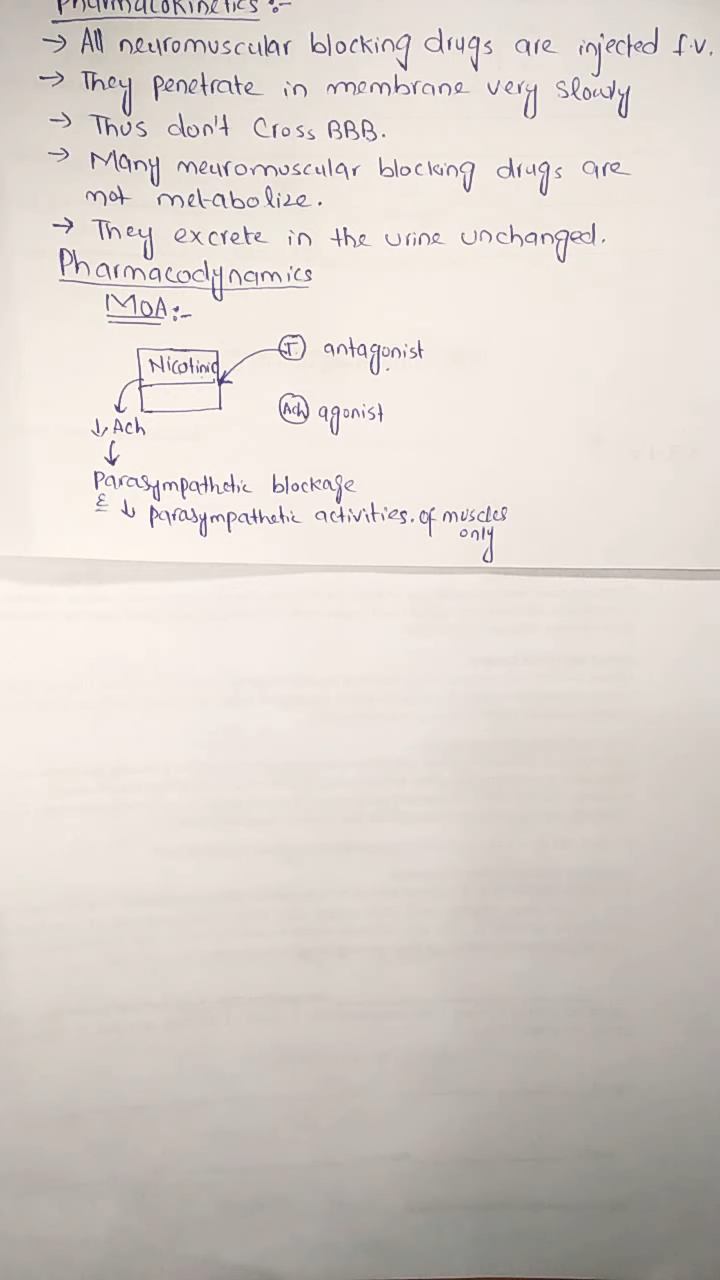 Pharmacokinetics :-
→ All neuromuscular blocking drugs are injected I.V.
→ They penetrate in membrane very slowly
→ Thus don't Cross BBB.
→ Many neuromuscular blocking drugs are
not metabolize.
→ They excrete in the urine unchanged.
Pharmacodynamics
MOA:-
Nicotinic
T. antagonist
Ach agonist
↓ Ach
↓
Parasympathetic blockage
& ↓ parasympathetic activities. of muscles
only